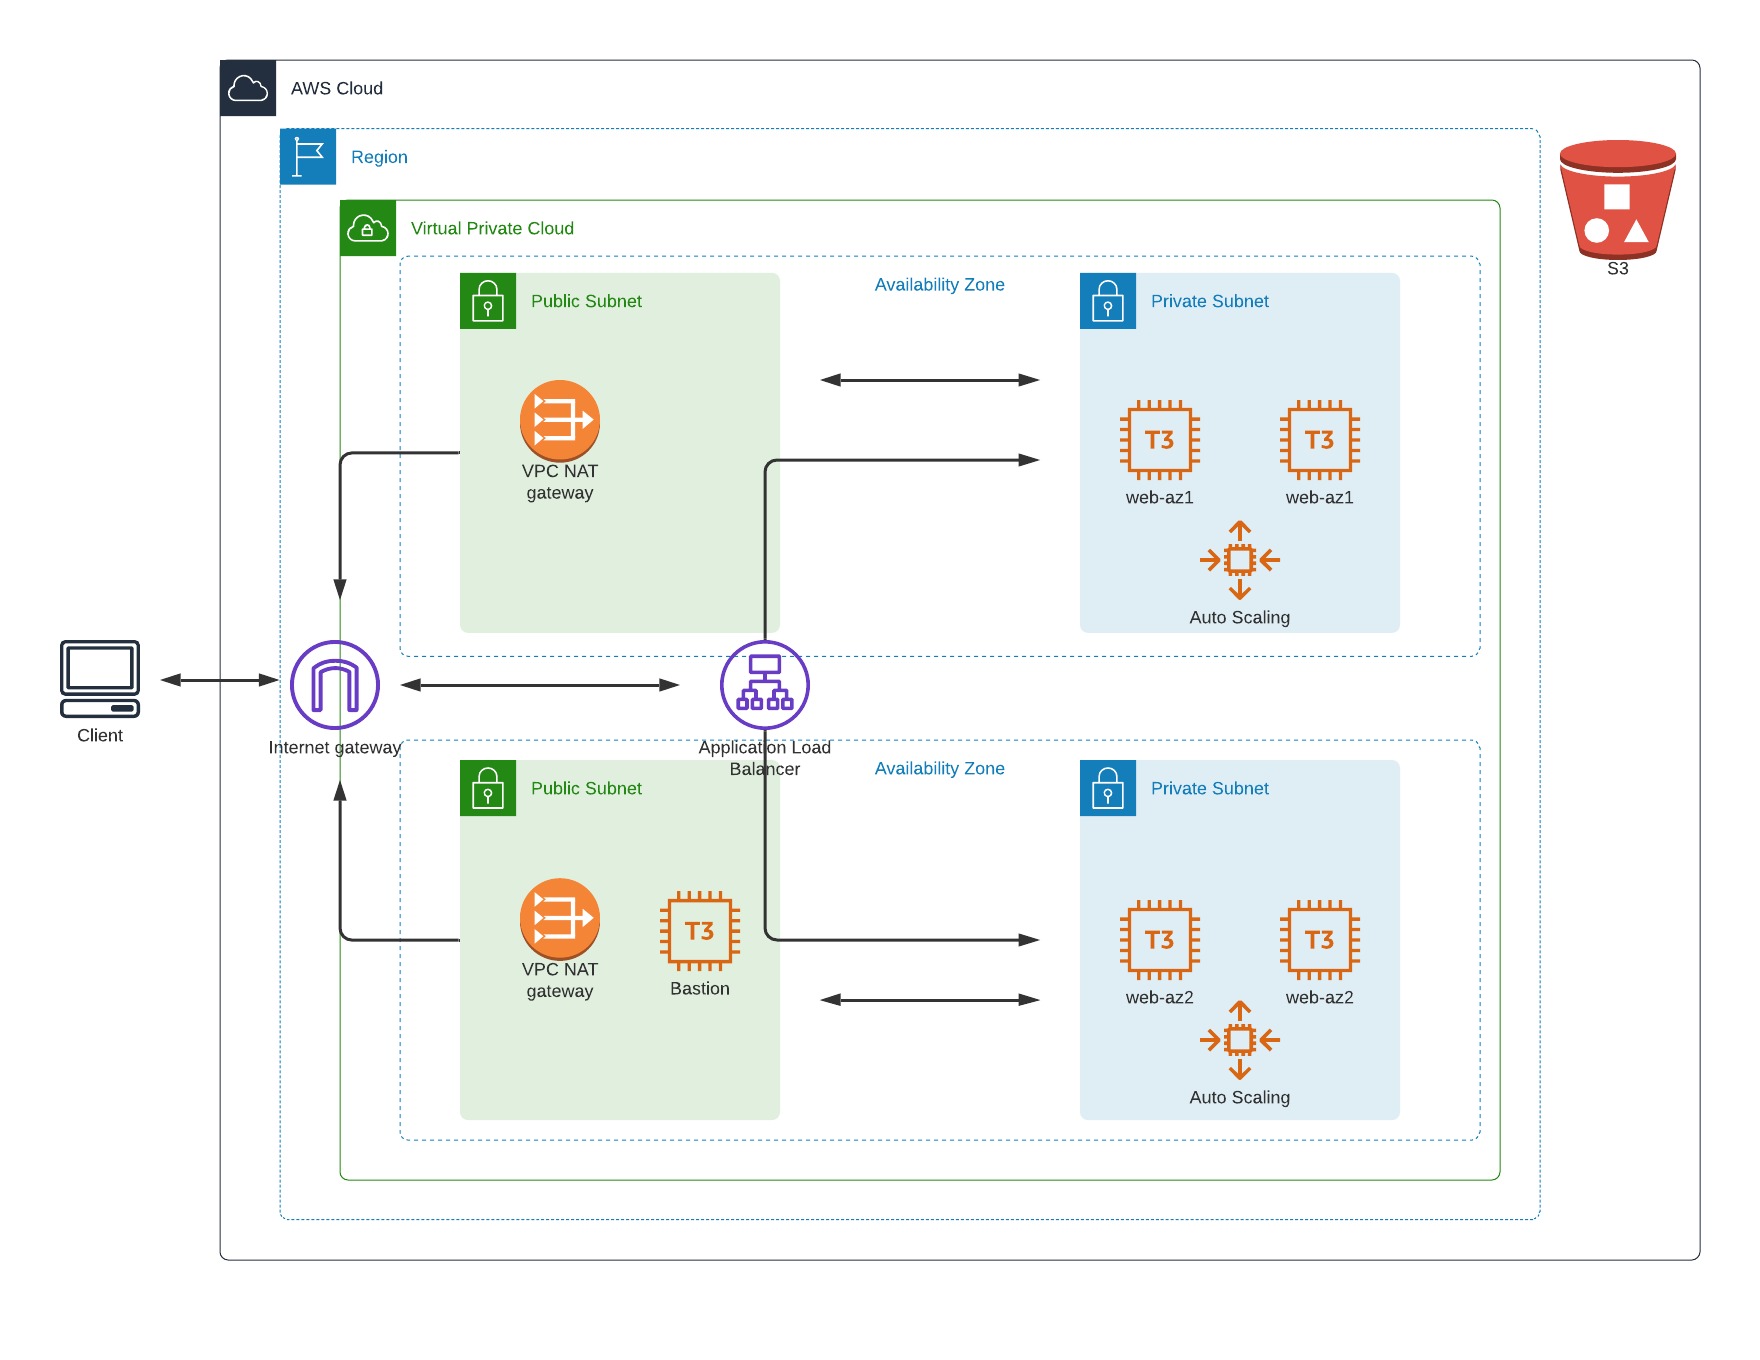 AWS Cloud
Region
Virtual Private Cloud
S3
Availability Zone
Public Subnet
Private Subnet
VPC NAT
gateway
T3
T3
web-az1
web-az1
Auto Scaling
Client
Internet gateway
Application Load
Balancer
Availability Zone
Public Subnet
Private Subnet
VPC NAT
gateway
T3
Bastion
T3
T3
web-az2
web-az2
Auto Scaling